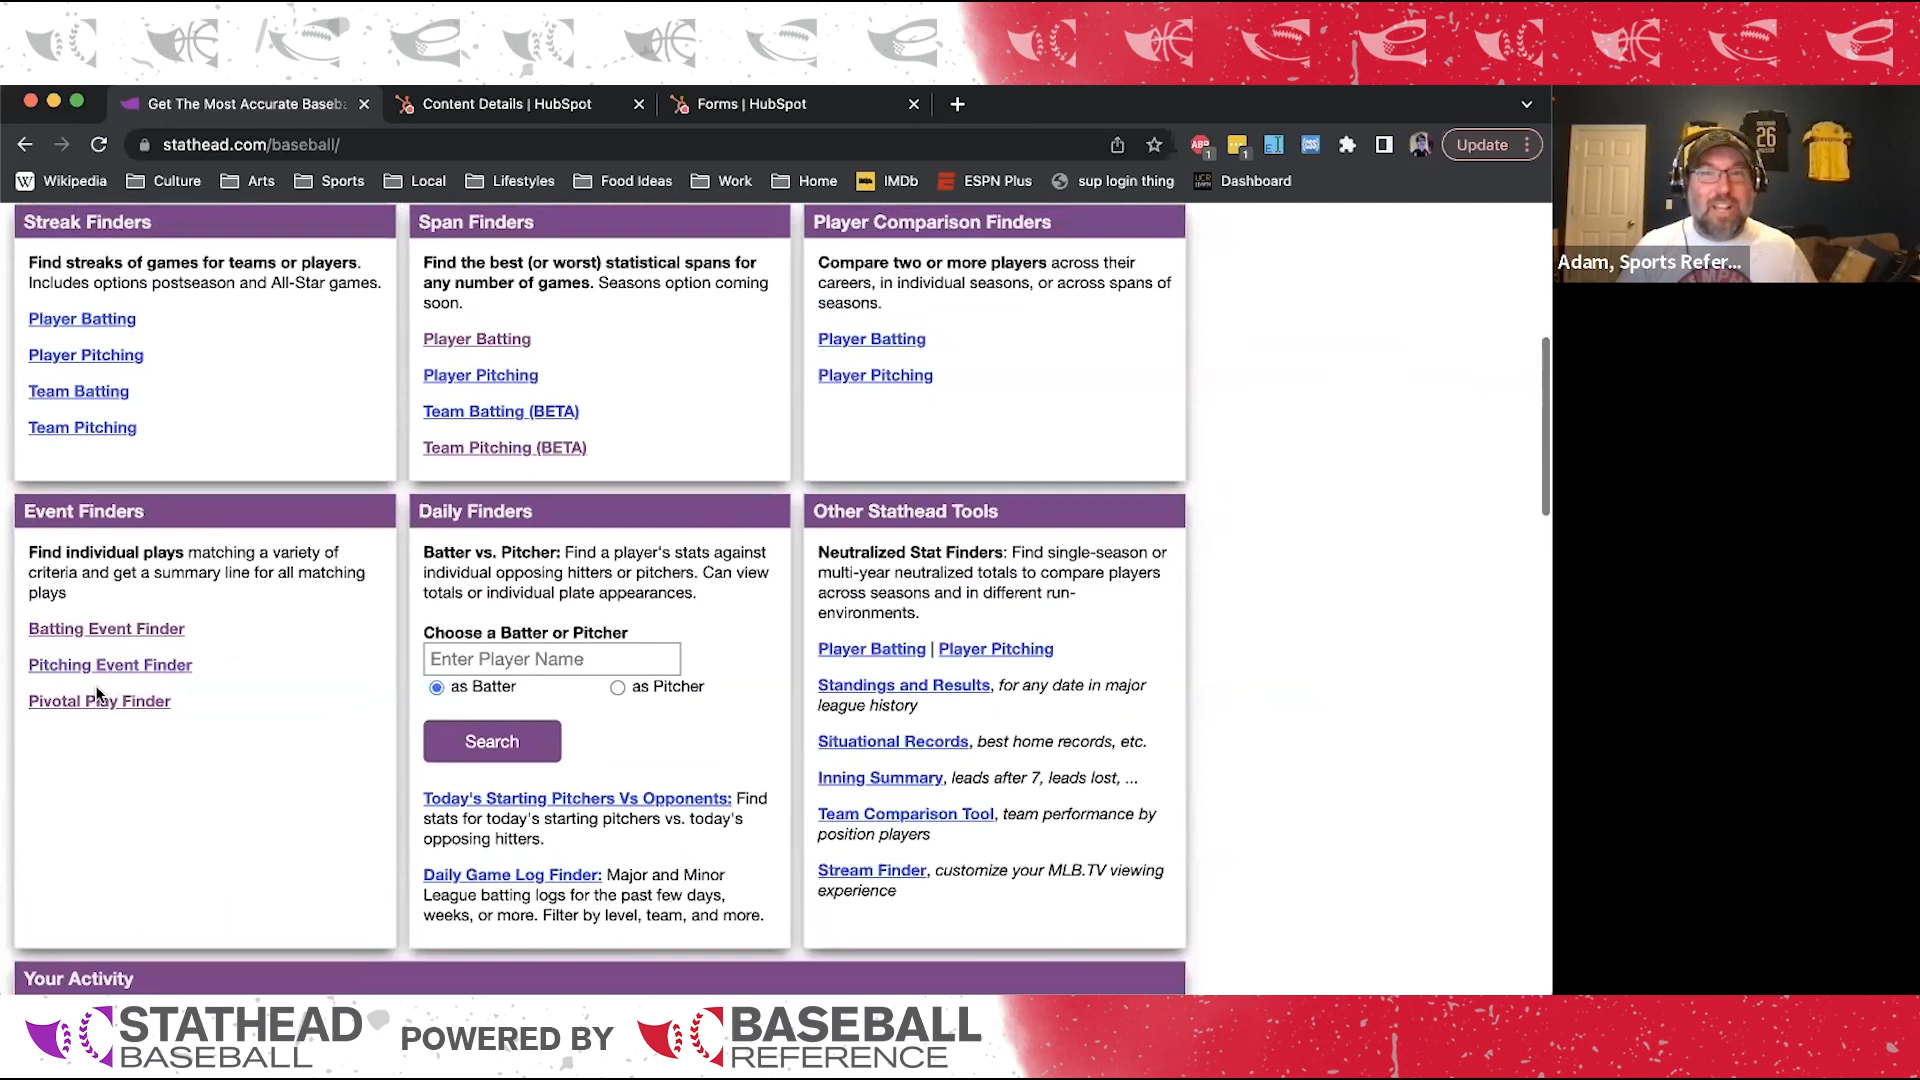 Get The Most Accurate Baseb
Content Details | HubSpot
Forms | HubSpot
stathead.com/baseball/
ABP
1
1
Update
W Wikipedia
Culture
Arts
Sports
Local
Lifestyles
Food Ideas
Work
Home
IMDb
ESPN Plus
sup login thing
Dashboard
26
Adam, Sports Refer...
Streak Finders
Find streaks of games for teams or players.
Includes options postseason and All-Star games.
Player Batting
Player Pitching
Team Batting
Team Pitching
Span Finders
Find the best (or worst) statistical spans for
any number of games. Seasons option coming
soon.
Player Batting
Player Pitching
Team Batting (BETA)
Team Pitching (BETA)
Player Comparison Finders
Compare two or more players across their
careers, in individual seasons, or across spans of
seasons.
Player Batting
Player Pitching
Event Finders
Find individual plays matching a variety of
criteria and get a summary line for all matching
plays
Batting Event Finder
Pitching Event Finder
Pivotal Play Finder
Daily Finders
Batter vs. Pitcher: Find a player's stats against
individual opposing hitters or pitchers. Can view
totals or individual plate appearances.
Choose a Batter or Pitcher
Enter Player Name
as Batter
as Pitcher
Search
Today's Starting Pitchers Vs Opponents: Find
stats for today's starting pitchers vs. today's
opposing hitters.
Daily Game Log Finder: Major and Minor
League batting logs for the past few days,
weeks, or more. Filter by level, team, and more.
Other Stathead Tools
Neutralized Stat Finders: Find single-season or
multi-year neutralized totals to compare players
across seasons and in different run-
environments.
Player Batting | Player Pitching
Standings and Results, for any date in major
league history
Situational Records, best home records, etc.
Inning Summary, leads after 7, leads lost, ...
Team Comparison Tool, team performance by
position players
Stream Finder, customize your MLB.TV viewing
experience
Your Activity
STATHEAD
BASEBALL
POWERED BY
BASEBALL
REFERENCE